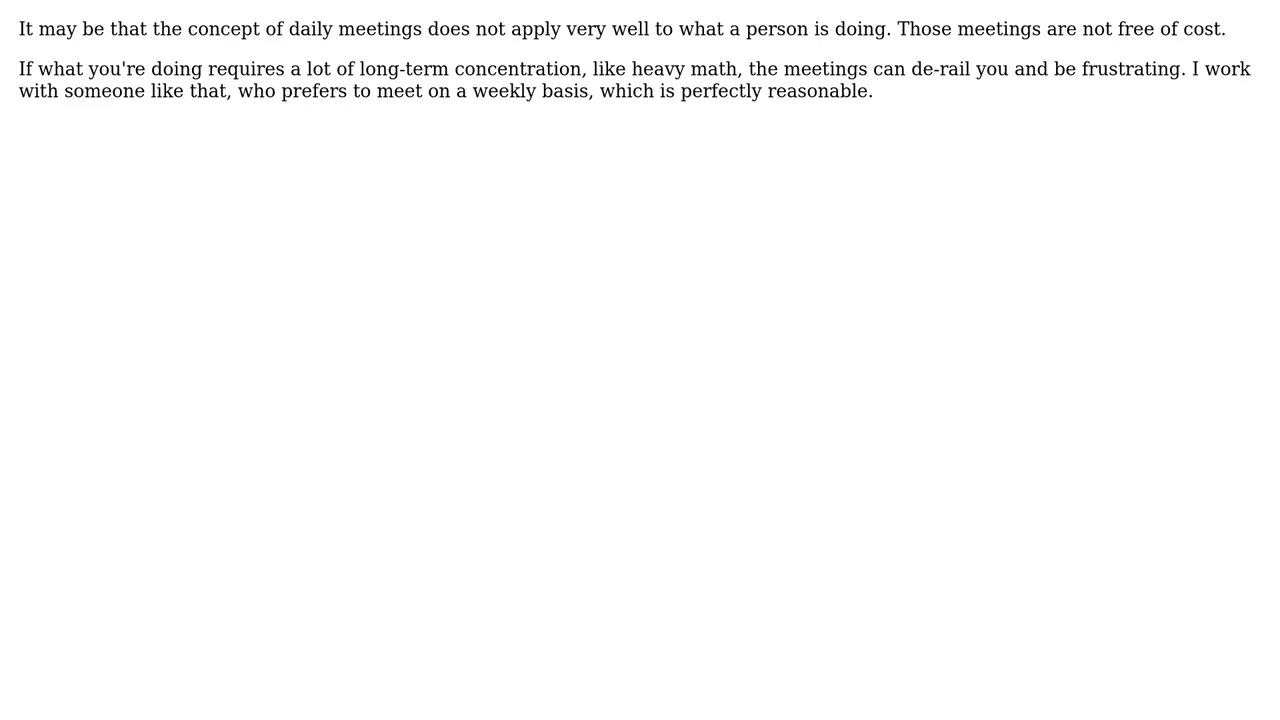 It may be that the concept of daily meetings does not apply very well to what a person is doing. Those meetings are not free of cost.
If what you're doing requires a lot of long-term concentration, like heavy math, the meetings can de-rail you and be frustrating. I work
with someone like that, who prefers to meet on a weekly basis, which is perfectly reasonable.